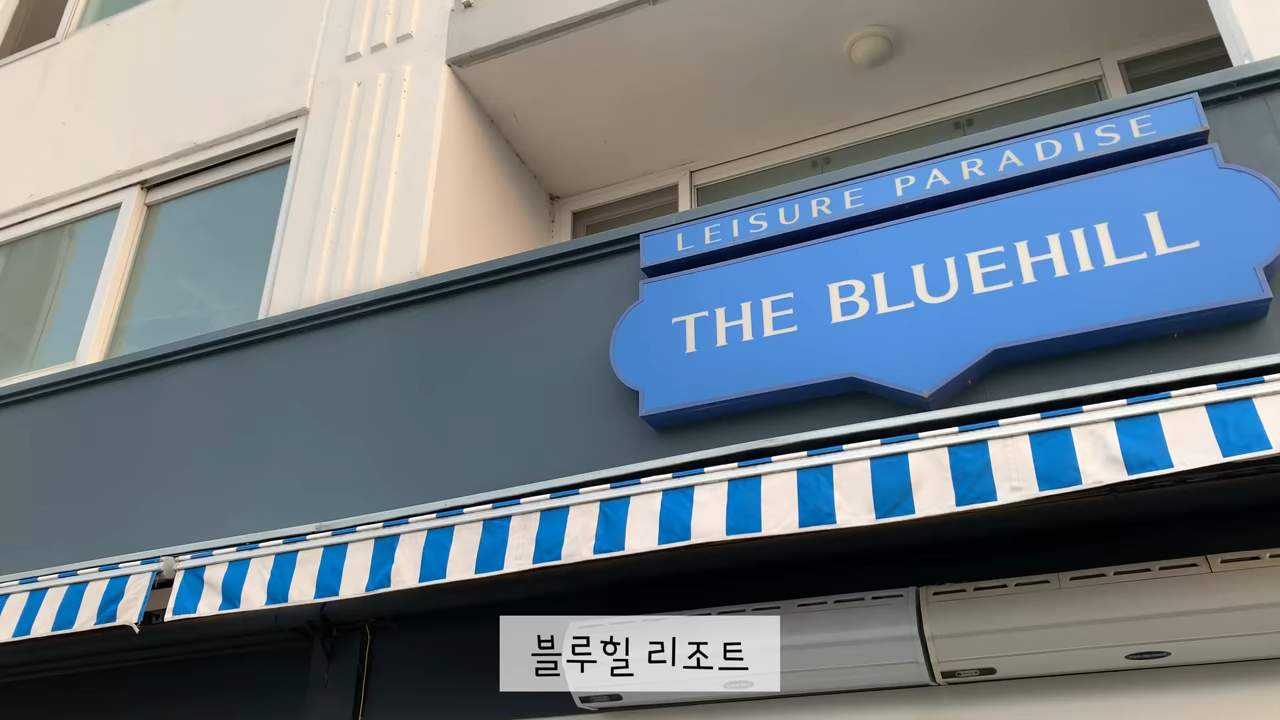 LEISURE PARADISE
THE BLUEHILL
블루힐 리조트